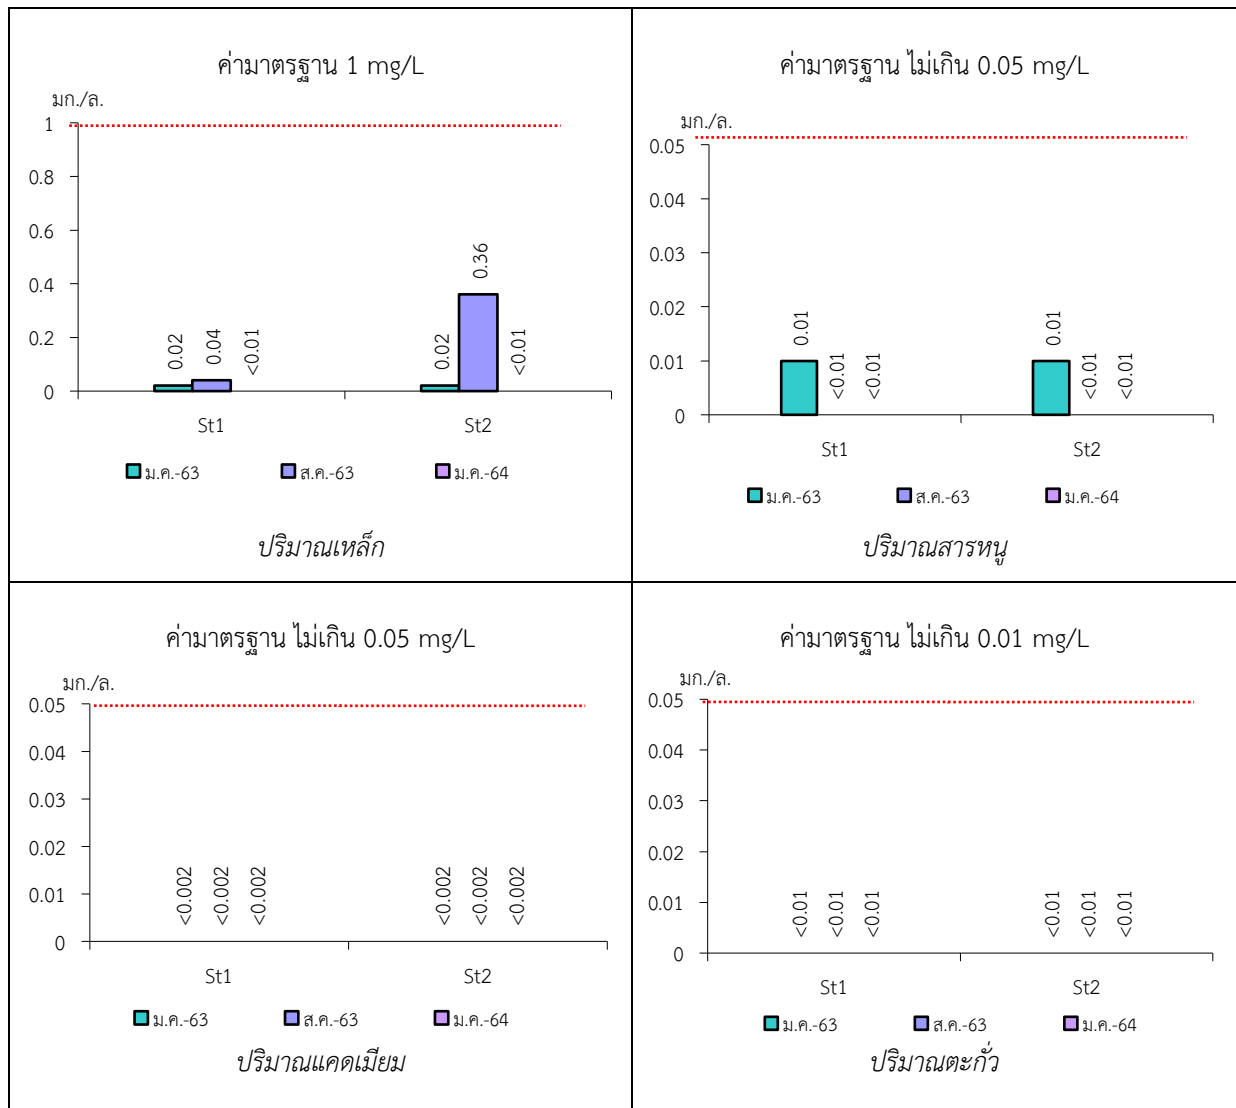 ค่ามาตรฐาน 1 mg/L
มก./ล.
1
0.8
0.6
0.4
0.2
0
0.02
0.04
<0.01
0.02
0.36
<0.01
St1
St2
ม.ค.-63
ส.ค.-63
ม.ค.-64
ปริมาณเหล็ก
ค่ามาตรฐาน ไม่เกิน 0.05 mg/L
มก./ล.
0.05
0.04
0.03
0.02
0.01
0
0.01
<0.01
<0.01
0.01
<0.01
<0.01
St1
St2
ม.ค.-63
ส.ค.-63
ม.ค.-64
ปริมาณสารหนู
ค่ามาตรฐาน ไม่เกิน 0.05 mg/L
มก./ล.
0.05
0.04
0.03
0.02
0.01
0
<0.002
<0.002
<0.002
<0.002
<0.002
<0.002
St1
St2
ม.ค.-63
ส.ค.-63
ม.ค.-64
ปริมาณแคดเมียม
ค่ามาตรฐาน ไม่เกิน 0.01 mg/L
มก./ล.
0.05
0.04
0.03
0.02
0.01
0
<0.01
<0.01
<0.01
<0.01
<0.01
<0.01
St1
St2
ม.ค.-63
ส.ค.-63
ม.ค.-64
ปริมาณตะกั่ว